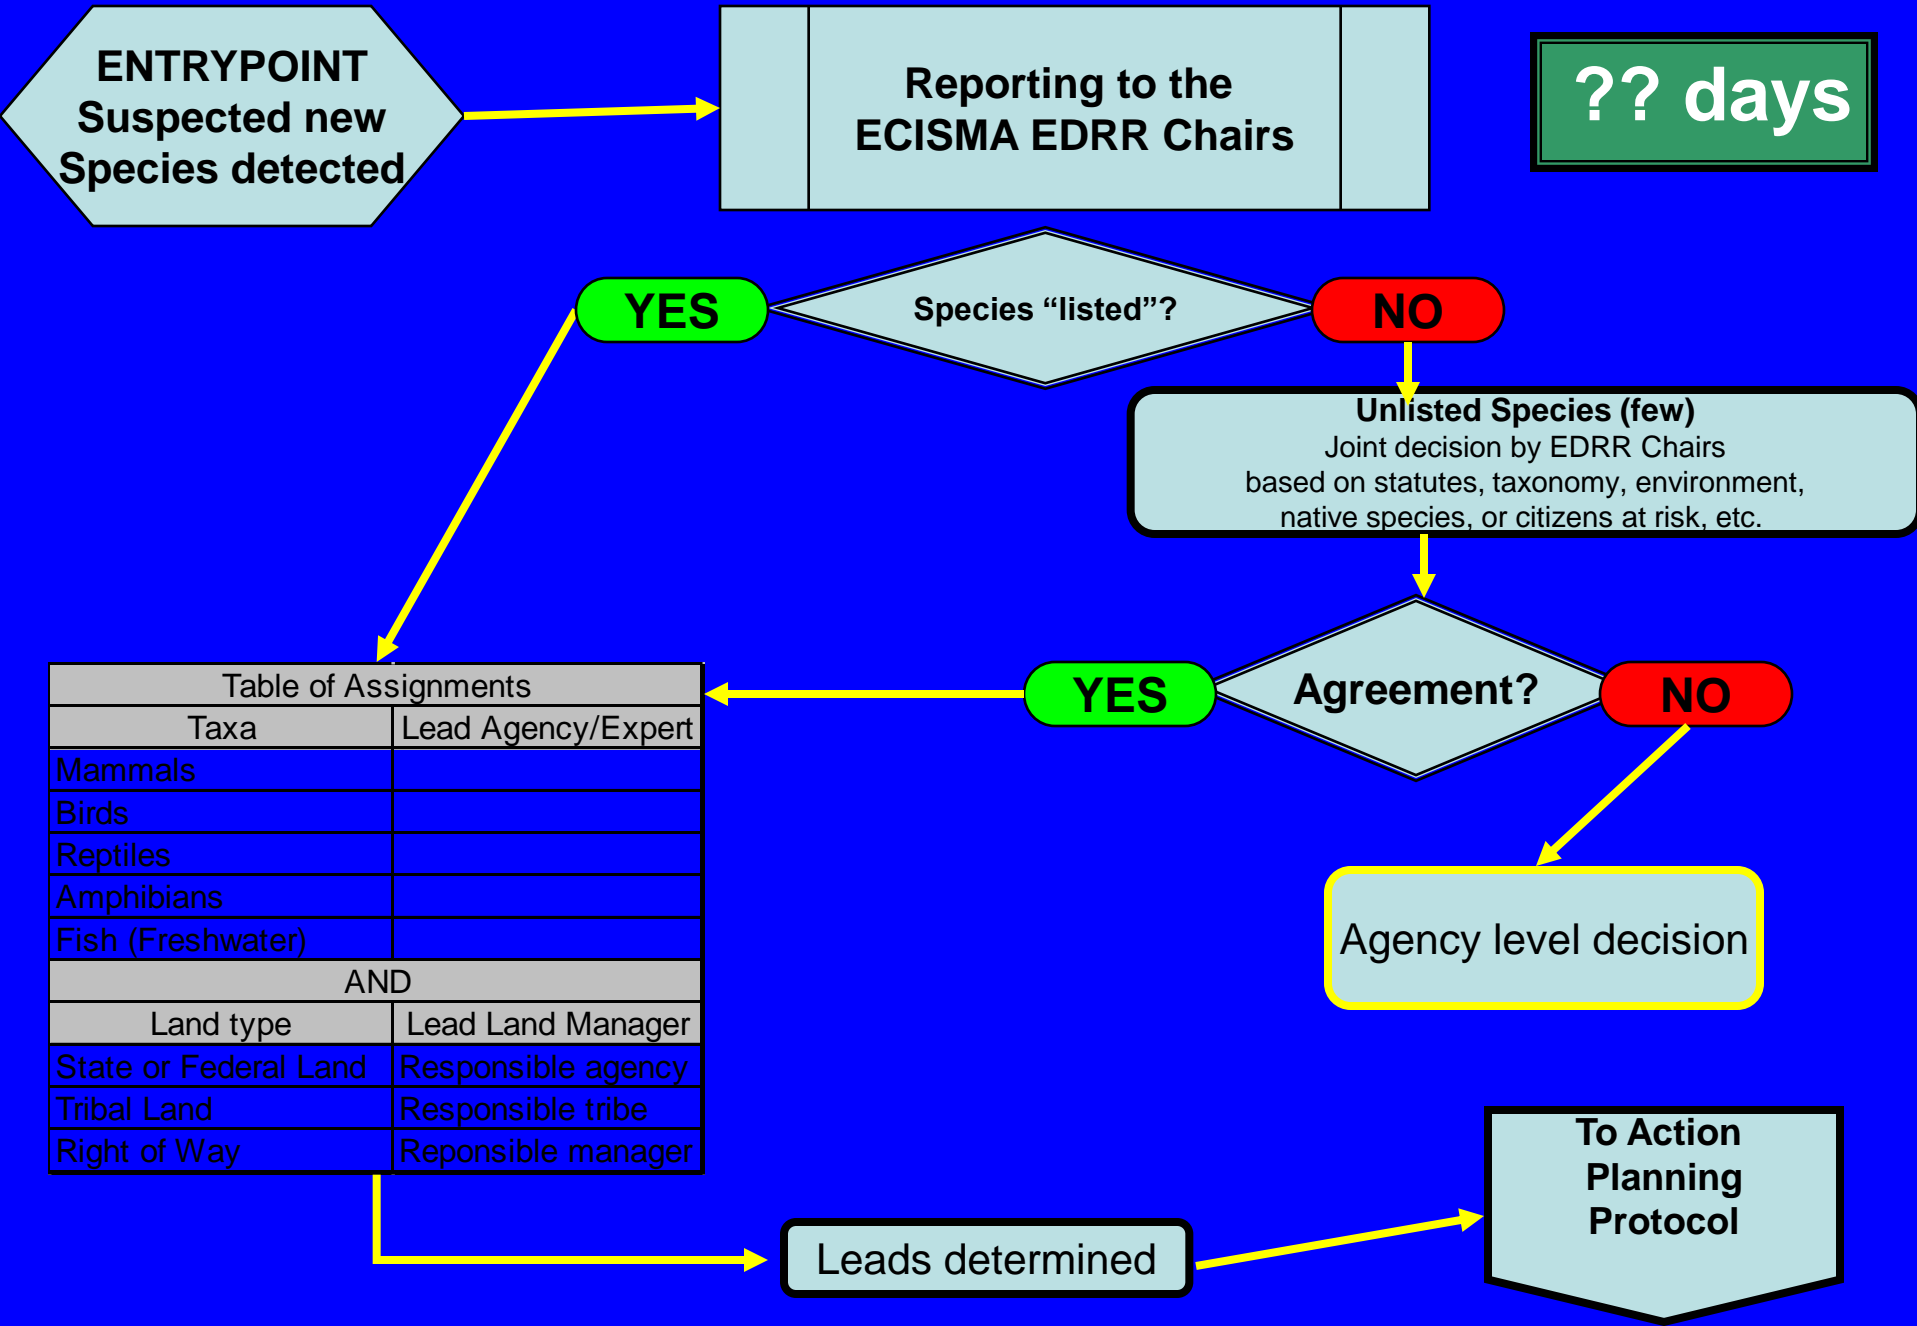 ENTRYPOINT
Suspected new
Species detected
Reporting to the
ECISMA EDRR Chairs
?? days
YES
Species “listed”?
NO
Unlisted Species (few)
Joint decision by EDRR Chairs
based on statutes, taxonomy, environment,
native species, or citizens at risk, etc.
YES
Agreement?
NO
Agency level decision
Table of Assignments
Taxa Lead Agency/Expert
Mammals
Birds
Reptiles
Amphibians
Fish (Freshwater)
AND
Land type Lead Land Manager
State or Federal Land Responsible agency
Tribal Land Responsible tribe
Right of Way Reponsible manager
Leads determined
To Action
Planning
Protocol